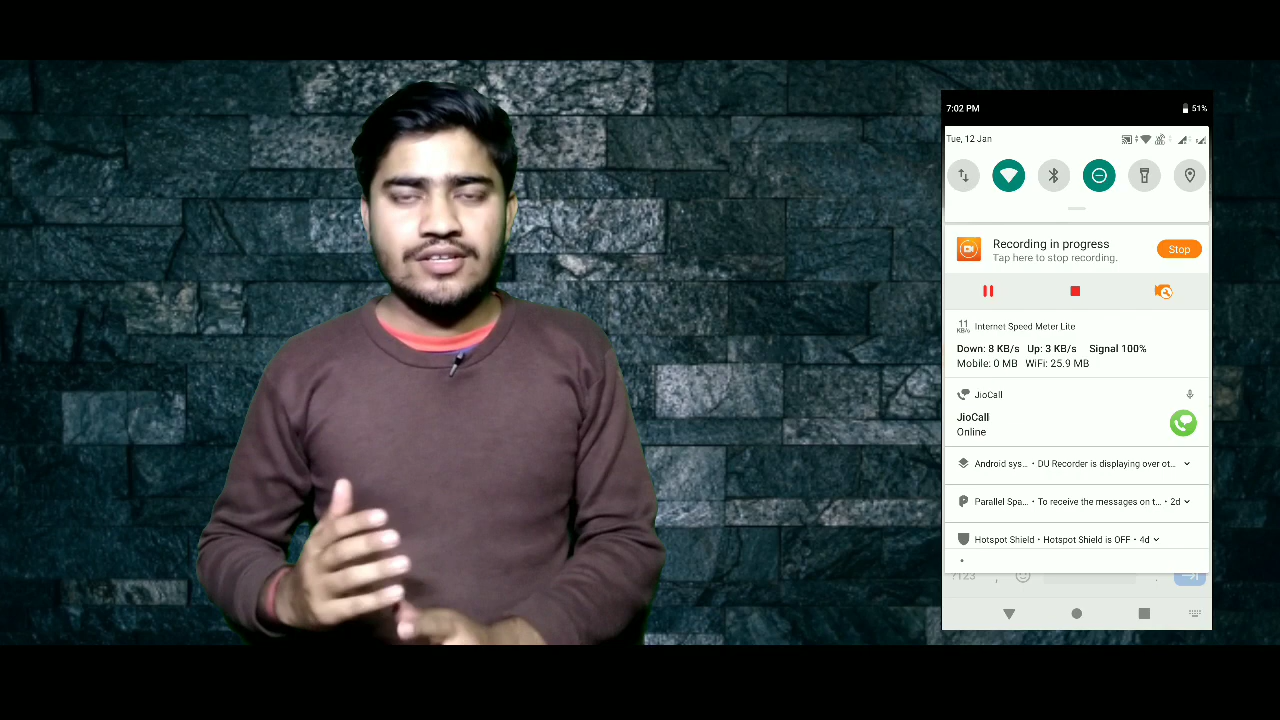 7:02 PM
51%
Tue, 12 Jan
Recording in progress
Stop
Tap here to stop recording.
11
KB/s
Internet Speed Meter Lite
Down: 8 KB/s Up: 3 KB/s Signal 100%
Mobile: 0 MB WiFi: 25.9 MB
JioCall
JioCall
Online
Android sys... • DU Recorder is displaying over ot...
Parallel Spa... • To receive the messages on t... • 2d
Hotspot Shield • Hotspot Shield is OFF • 4d
?123 ,